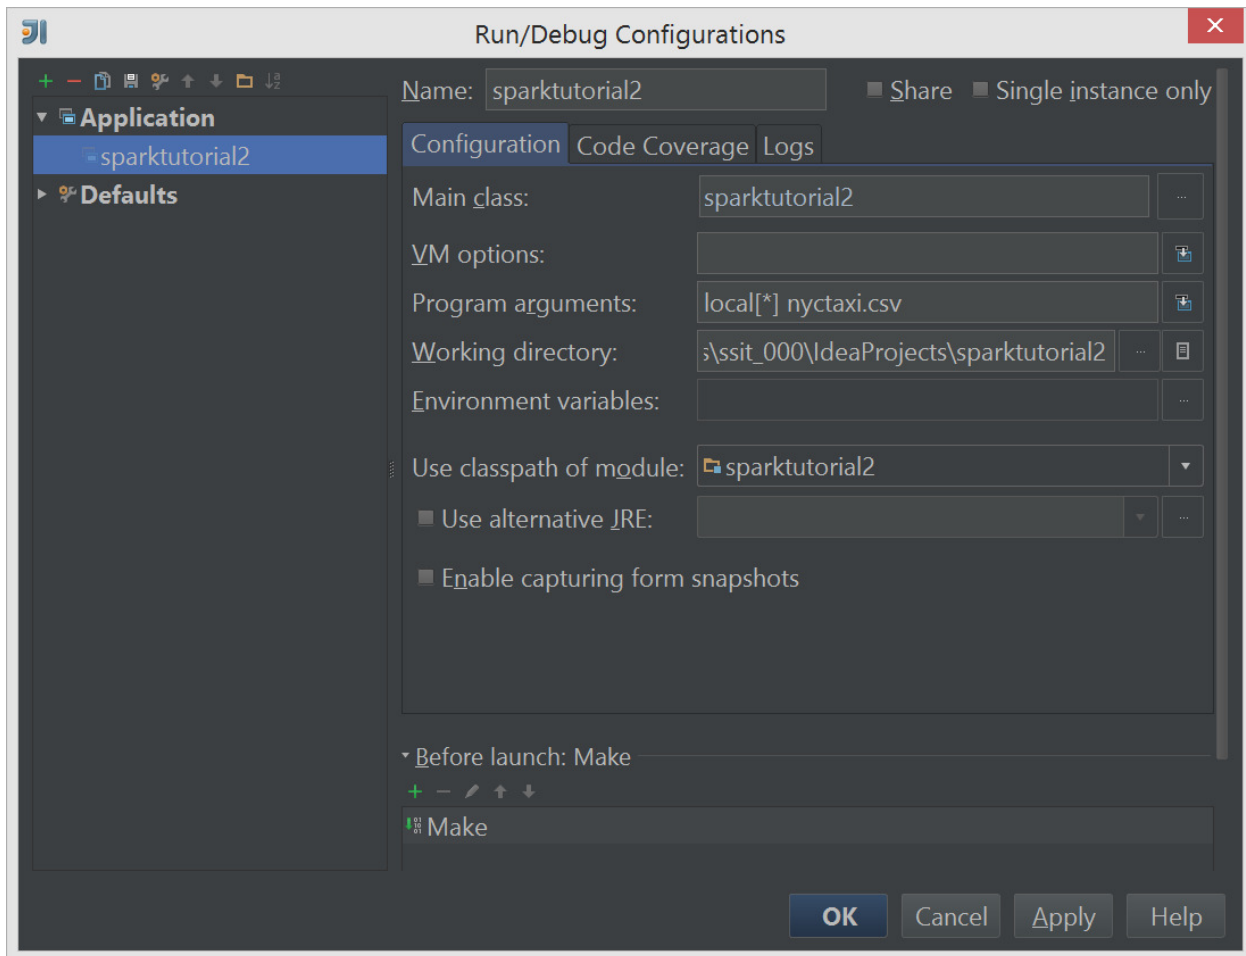 Run/Debug Configurations
Name: sparktutorial2 Share Single instance only
Application
sparktutorial2
Defaults
Configuration Code Coverage Logs
Main class: sparktutorial2 ...
VM options:
Program arguments: local[*] nyctaxi.csv
Working directory: s\ssit_000\IdeaProjects\sparktutorial2 ...
Environment variables: ...
Use classpath of module: sparktutorial2
Use alternative JRE: ...
Enable capturing form snapshots
Before launch: Make
Make
OK Cancel Apply Help